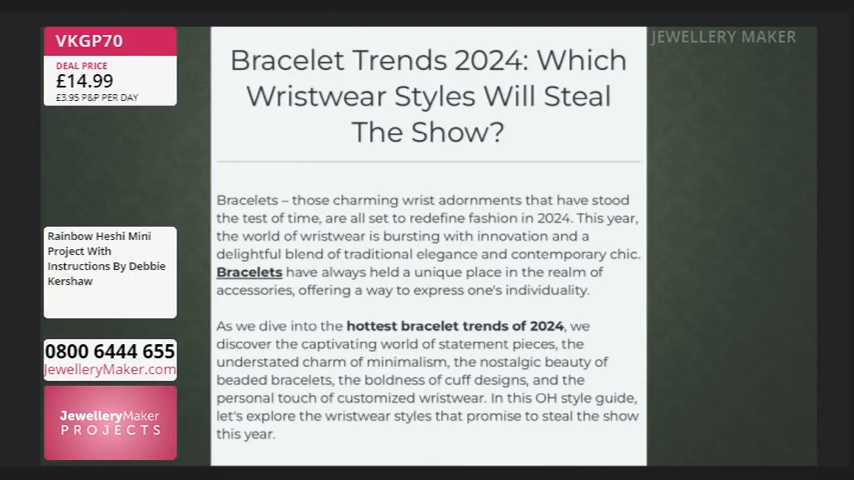 VKGP70
DEAL PRICE
£14.99
£3.95 P&P PER DAY
Rainbow Heshi Mini
Project With
Instructions By Debbie
Kershaw
0800 6444 655
JewelleryMaker.com
JewelleryMaker
PROJECTS
Bracelet Trends 2024: Which
Wristwear Styles Will Steal
The Show?
Bracelets – those charming wrist adornments that have stood
the test of time, are all set to redefine fashion in 2024. This year,
the world of wristwear is bursting with innovation and a
delightful blend of traditional elegance and contemporary chic.
Bracelets have always held a unique place in the realm of
accessories, offering a way to express one's individuality.
As we dive into the hottest bracelet trends of 2024, we
discover the captivating world of statement pieces, the
understated charm of minimalism, the nostalgic beauty of
beaded bracelets, the boldness of cuff designs, and the
personal touch of customized wristwear. In this OH style guide,
let's explore the wristwear styles that promise to steal the show
this year.
JEWELLERY MAKER